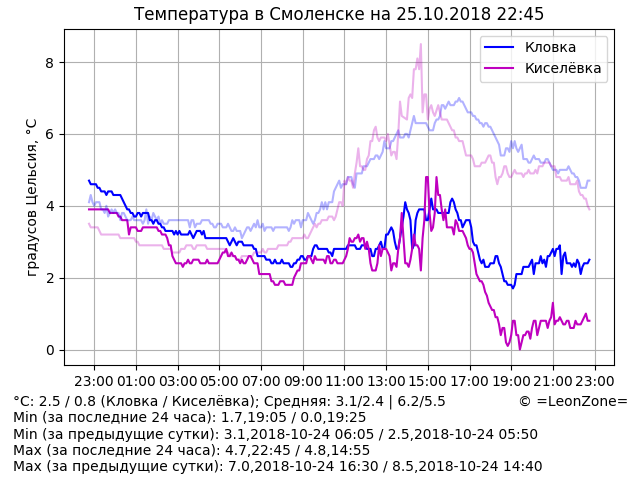 Температура в Смоленске на 25.10.2018 22:45
Кловка
Киселёвка
градусов Цельсия, °C
8
6
4
2
0
23:00 01:00 03:00 05:00 07:00 09:00 11:00 13:00 15:00 17:00 19:00 21:00 23:00
°C: 2.5 / 0.8 (Кловка / Киселёвка); Средняя: 3.1/2.4 | 6.2/5.5 © =LeonZone=
Min (за последние 24 часа): 1.7,19:05 / 0.0,19:25
Min (за предыдущие сутки): 3.1,2018-10-24 06:05 / 2.5,2018-10-24 05:50
Max (за последние 24 часа): 4.7,22:45 / 4.8,14:55
Max (за предыдущие сутки): 7.0,2018-10-24 16:30 / 8.5,2018-10-24 14:40